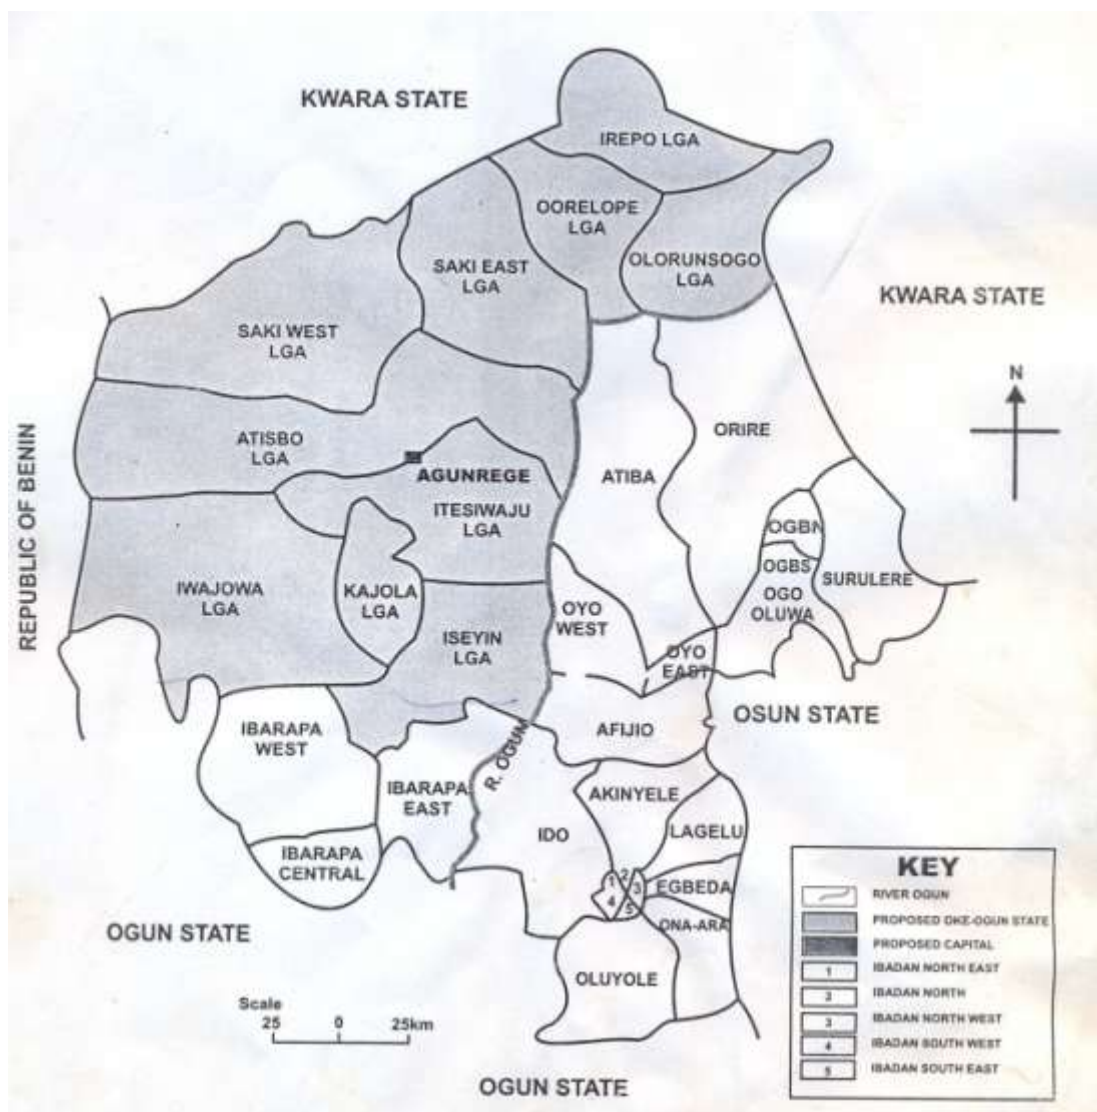 KWARA STATE
IREPO LGA
OORELOPE
LGA
OLORUNSOGO
LGA
SAKI EAST
LGA
KWARA STATE
SAKI WEST
LGA
N
REPUBLIC OF BENIN
ATISBO
LGA
AGUNREGE
ITESIWAJU
LGA
ATIBA
ORIRE
OGBN
OGBS
OGO
OLUWA
SURULERE
IWAJOWA
LGA
KAJOLA
LGA
ISEYIN
LGA
OYO
WEST
OYO
EAST
OSUN STATE
AFIJIO
IBARAPA
WEST
R. OGUN
IBARAPA
EAST
AKINYELE
IDO
LAGELU
IBARAPA
CENTRAL
1
2
3
4
5
EGBEDA
ONA-ARA
OGUN STATE
OLUYOLE
Scale
25 0 25km
OGUN STATE
KEY
RIVER OGUN
PROPOSED OKE-OGUN STATE
PROPOSED CAPITAL
1 IBADAN NORTH EAST
2 IBADAN NORTH
3 IBADAN NORTH WEST
4 IBADAN SOUTH WEST
5 IBADAN SOUTH EAST